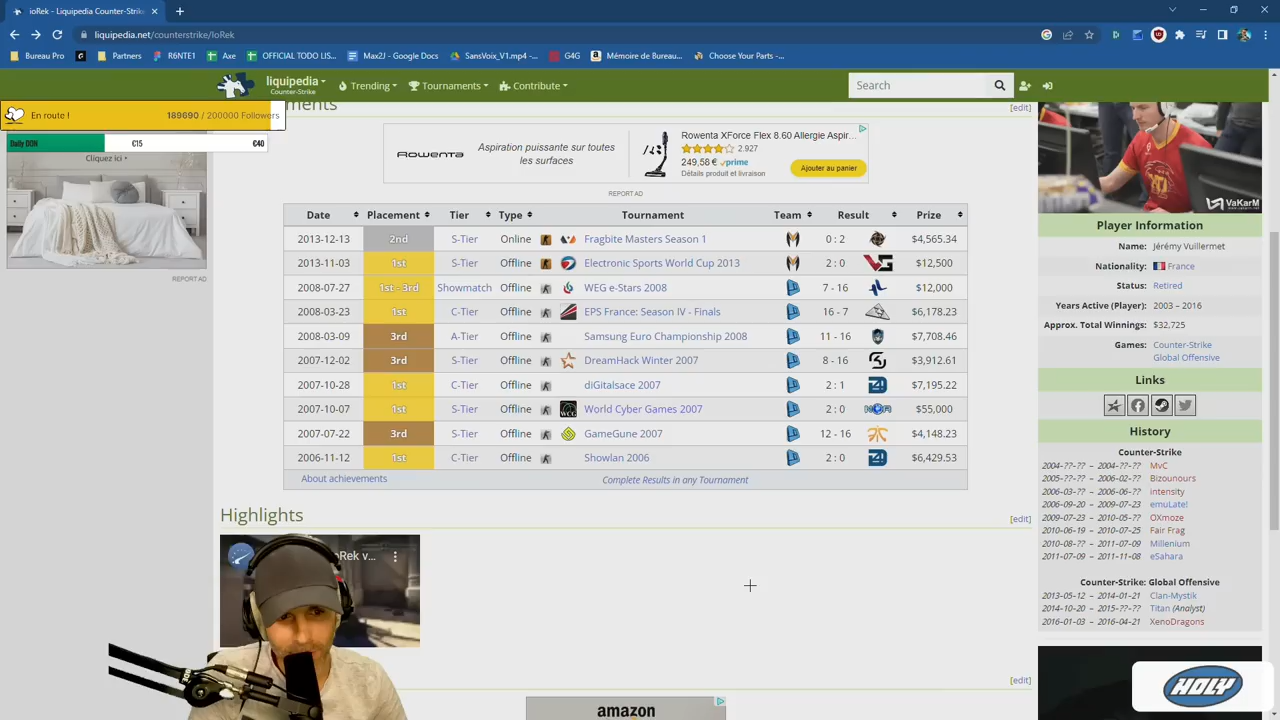 ioRek - Liquipedia Counter-Strik
liquipedia.net/counterstrike/IoRek
Bureau Pro
Partners
R6NTE1
Axe
OFFICIAL TODO LIS...
Max2J - Google Docs
SansVoix_V1.mp4 -...
G4G
Mémoire de Bureau...
Choose Your Parts -...
liquipedia
Counter-Strike
Trending
Tournaments
Contribute
Search
ments
[edit]
En route !
189690 / 200000 Followers
Daily DON
€15
€40
Cliquez ici
REPORT AD
ROWENTA
Aspiration puissante sur toutes
les surfaces
Rowenta XForce Flex 8.60 Allergie Aspir...
2.927
249,58 € prime
Détails produit et livraison
Ajouter au panier
REPORT AD
Date Placement Tier Type Tournament Team Result Prize
2013-12-13 2nd S-Tier Online Fragbite Masters Season 1 0 : 2 $4,565.34
2013-11-03 1st S-Tier Offline Electronic Sports World Cup 2013 2 : 0 VG $12,500
2008-07-27 1st - 3rd Showmatch Offline WEG e-Stars 2008 7 - 16 $12,000
2008-03-23 1st C-Tier Offline EPS France: Season IV - Finals 16 - 7 $6,178.23
2008-03-09 3rd A-Tier Offline Samsung Euro Championship 2008 11 - 16 $7,708.46
2007-12-02 3rd S-Tier Offline DreamHack Winter 2007 8 - 16 SK $3,912.61
2007-10-28 1st C-Tier Offline diGitalsace 2007 2 : 1 $7,195.22
2007-10-07 1st S-Tier Offline WCG World Cyber Games 2007 2 : 0 $55,000
2007-07-22 3rd S-Tier Offline GameGune 2007 12 - 16 $4,148.23
2006-11-12 1st C-Tier Offline Showlan 2006 2 : 0 $6,429.53
About achievements
Complete Results in any Tournament
Highlights
[edit]
ioRek v...
[edit]
amazon
VaKarM
www.vakarm.net
Player Information
Name: Jérémy Vuillermet
Nationality: France
Status: Retired
Years Active (Player): 2003 – 2016
Approx. Total Winnings: $32,725
Games: Counter-Strike
Global Offensive
Links
History
Counter-Strike
2004-??-?? – 2004-??-?? MvC
2005-??-?? – 2006-02-?? Bizounours
2006-03-?? – 2006-06-?? intensity
2006-09-20 – 2009-07-23 emuLate!
2009-07-23 – 2010-05-?? OXmoze
2010-06-19 – 2010-07-?? Fair Frag
2010-08-?? – 2011-07-09 Millenium
2011-07-09 – 2011-11-08 eSahara
Counter-Strike: Global Offensive
2013-05-12 – 2014-01-21 Clan-Mystik
2014-10-20 – 2015-??-?? Titan (Analyst)
2016-01-03 – 2016-04-21 XenoDragons
HOLY